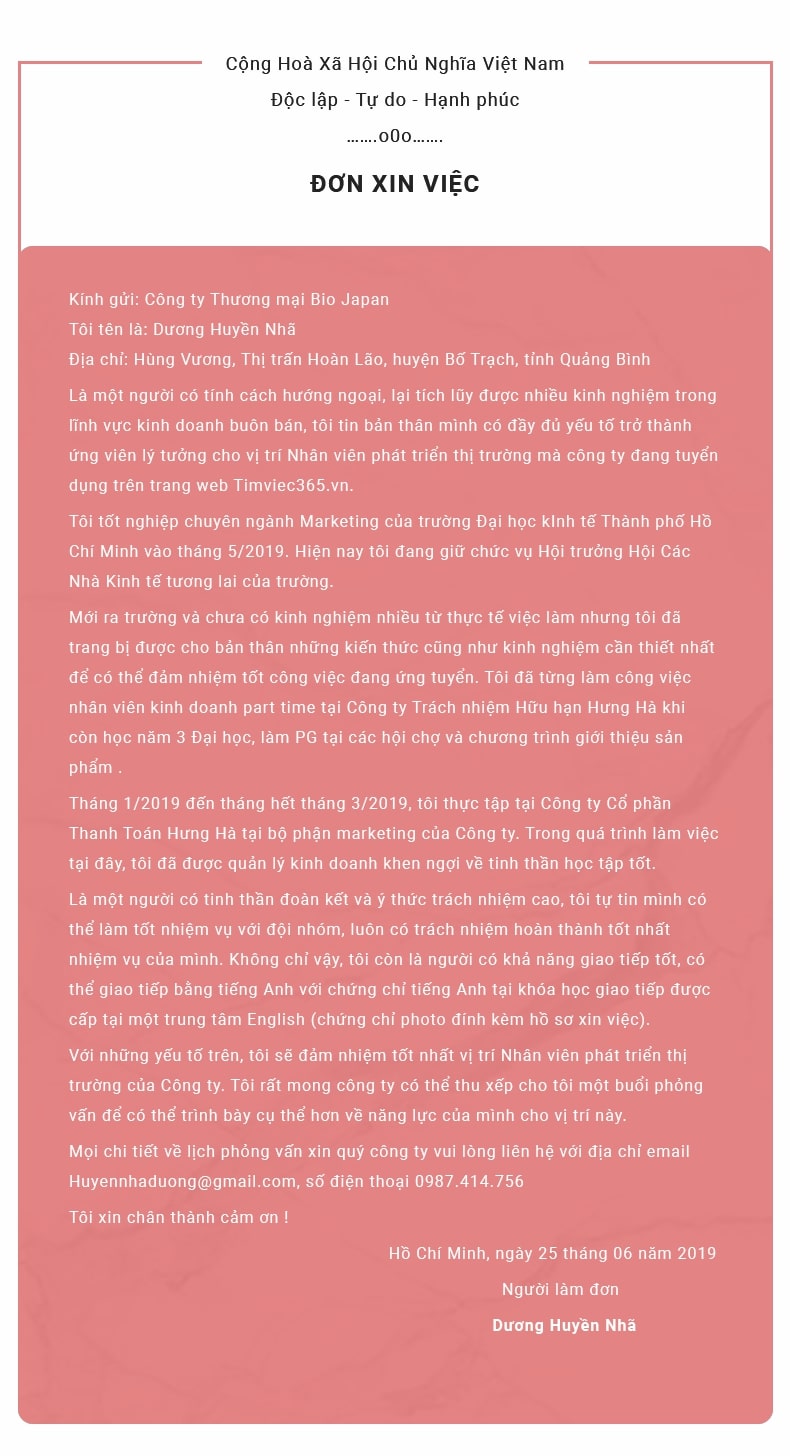 Cộng Hoà Xã Hội Chủ Nghĩa Việt Nam
Độc lập - Tự do - Hạnh phúc
.......o0o.......
ĐƠN XIN VIỆC
Kính gửi: Công ty Thương mại Bio Japan
Tôi tên là: Dương Huyền Nhã
Địa chỉ: Hùng Vương, Thị trấn Hoàn Lão, huyện Bố Trạch, tỉnh Quảng Bình
Là một người có tính cách hướng ngoại, lại tích lũy được nhiều kinh nghiệm trong
lĩnh vực kinh doanh buôn bán, tôi tin bản thân mình có đầy đủ yếu tố trở thành
ứng viên lý tưởng cho vị trí Nhân viên phát triển thị trường mà công ty đang tuyển
dụng trên trang web Timviec365.vn.
Tôi tốt nghiệp chuyên ngành Marketing của trường Đại học kInh tế Thành phố Hồ
Chí Minh vào tháng 5/2019. Hiện nay tôi đang giữ chức vụ Hội trưởng Hội Các
Nhà Kinh tế tương lai của trường.
Mới ra trường và chưa có kinh nghiệm nhiều từ thực tế việc làm nhưng tôi đã
trang bị được cho bản thân những kiến thức cũng như kinh nghiệm cần thiết nhất
để có thể đảm nhiệm tốt công việc đang ứng tuyển. Tôi đã từng làm công việc
nhân viên kinh doanh part time tại Công ty Trách nhiệm Hữu hạn Hưng Hà khi
còn học năm 3 Đại học, làm PG tại các hội chợ và chương trình giới thiệu sản
phẩm .
Tháng 1/2019 đến tháng hết tháng 3/2019, tôi thực tập tại Công ty Cổ phần
Thanh Toán Hưng Hà tại bộ phận marketing của Công ty. Trong quá trình làm việc
tại đây, tôi đã được quản lý kinh doanh khen ngợi về tinh thần học tập tốt.
Là một người có tinh thần đoàn kết và ý thức trách nhiệm cao, tôi tự tin mình có
thể làm tốt nhiệm vụ với đội nhóm, luôn có trách nhiệm hoàn thành tốt nhất
nhiệm vụ của mình. Không chỉ vậy, tôi còn là người có khả năng giao tiếp tốt, có
thể giao tiếp bằng tiếng Anh với chứng chỉ tiếng Anh tại khóa học giao tiếp được
cấp tại một trung tâm English (chứng chỉ photo đính kèm hồ sơ xin việc).
Với những yếu tố trên, tôi sẽ đảm nhiệm tốt nhất vị trí Nhân viên phát triển thị
trường của Công ty. Tôi rất mong công ty có thể thu xếp cho tôi một buổi phỏng
vấn để có thể trình bày cụ thể hơn về năng lực của mình cho vị trí này.
Mọi chi tiết về lịch phỏng vấn xin quý công ty vui lòng liên hệ với địa chỉ email
Huyennhaduong@gmail.com, số điện thoại 0987.414.756
Tôi xin chân thành cảm ơn !
Hồ Chí Minh, ngày 25 tháng 06 năm 2019
Người làm đơn
Dương Huyền Nhã